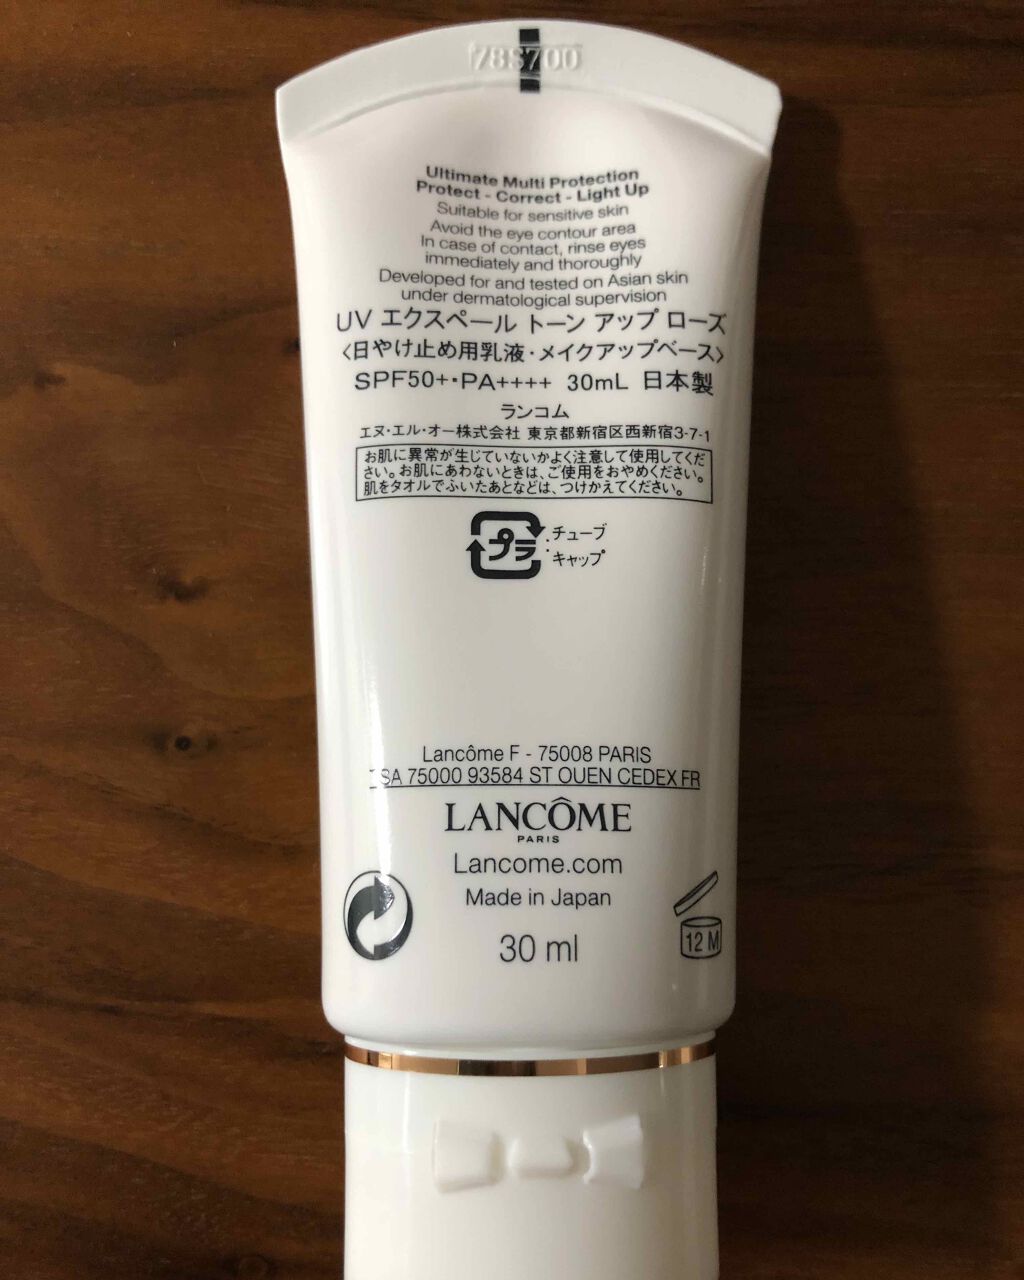 78S700
Ultimate Multi Protection
Protect - Correct - Light Up
Suitable for sensitive skin
Avoid the eye contour area
In case of contact, rinse eyes
immediately and thoroughly
Developed for and tested on Asian skin
under dermatological supervision
UV エクスペール トーン アップ ローズ
〈日やけ止め用乳液・メイクアップベース〉
SPF50+・PA++++ 30mL 日本製
ランコム
エヌ・エル・オー株式会社 東京都新宿区西新宿3-7-1
お肌に異常が生じていないかよく注意して使用してくだ
さい。お肌にあわないときは、ご使用をおやめください。
肌をタオルでふいたあとなどは、つけかえてください。
プラ
:チューブ
:キャップ
Lancôme F - 75008 PARIS
TSA 75000 93584 ST OUEN CEDEX FR
LANCÔME
PARIS
Lancome.com
Made in Japan
12 M
30 ml